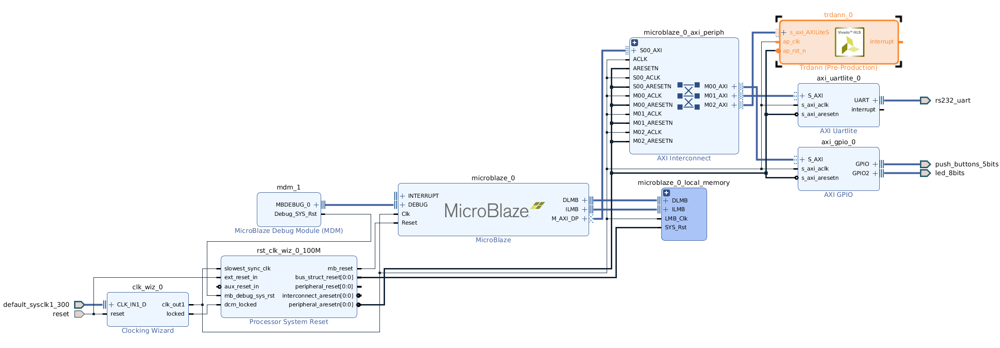 trdann_0
s_axi_AXILiteS
ap_clk
ap_rst_n
Vivado™ HLS
interrupt
Trdann (Pre-Production)
microblaze_0_axi_periph
S00_AXI
ACLK
ARESETN
S00_ACLK
S00_ARESETN
M00_ACLK
M00_ARESETN
M01_ACLK
M01_ARESETN
M02_ACLK
M02_ARESETN
M00_AXI
M01_AXI
M02_AXI
AXI Interconnect
axi_uartlite_0
S_AXI
s_axi_aclk
s_axi_aresetn
UART
interrupt
AXI Uartlite
rs232_uart
axi_gpio_0
S_AXI
s_axi_aclk
s_axi_aresetn
GPIO
GPIO2
AXI GPIO
push_buttons_5bits
led_8bits
microblaze_0
INTERRUPT
DEBUG
Clk
Reset
MicroBlaze
DLMB
ILMB
M_AXI_DP
MicroBlaze
microblaze_0_local_memory
DLMB
ILMB
LMB_Clk
SYS_Rst
mdm_1
MBDEBUG_0
Debug_SYS_Rst
MicroBlaze Debug Module (MDM)
rst_clk_wiz_0_100M
slowest_sync_clk
ext_reset_in
aux_reset_in
mb_debug_sys_rst
dcm_locked
mb_reset
bus_struct_reset[0:0]
peripheral_reset[0:0]
interconnect_aresetn[0:0]
peripheral_aresetn[0:0]
Processor System Reset
clk_wiz_0
CLK_IN1_D
reset
clk_out1
locked
Clocking Wizard
default_sysclk1_300
reset